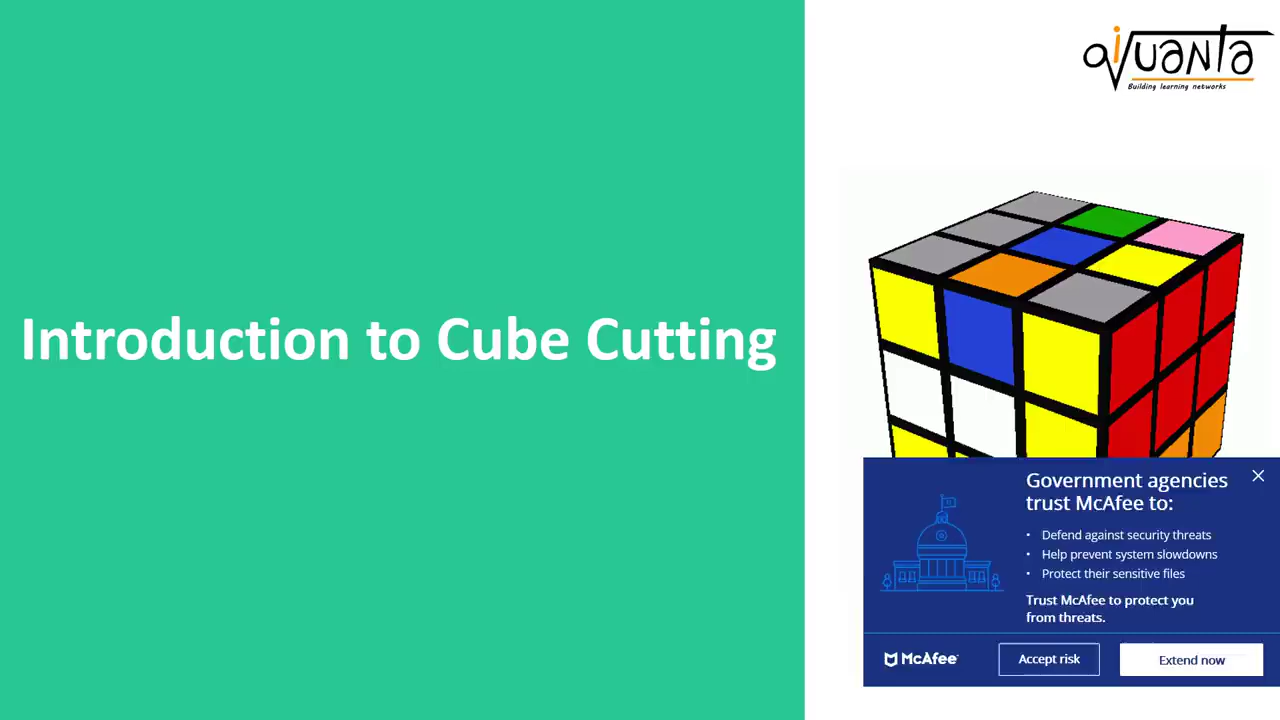 iQuanta
Building learning networks
Introduction to Cube Cutting
Government agencies
trust McAfee to:
• Defend against security threats
• Help prevent system slowdowns
• Protect their sensitive files
Trust McAfee to protect you
from threats.
McAfee
Accept risk
Extend now